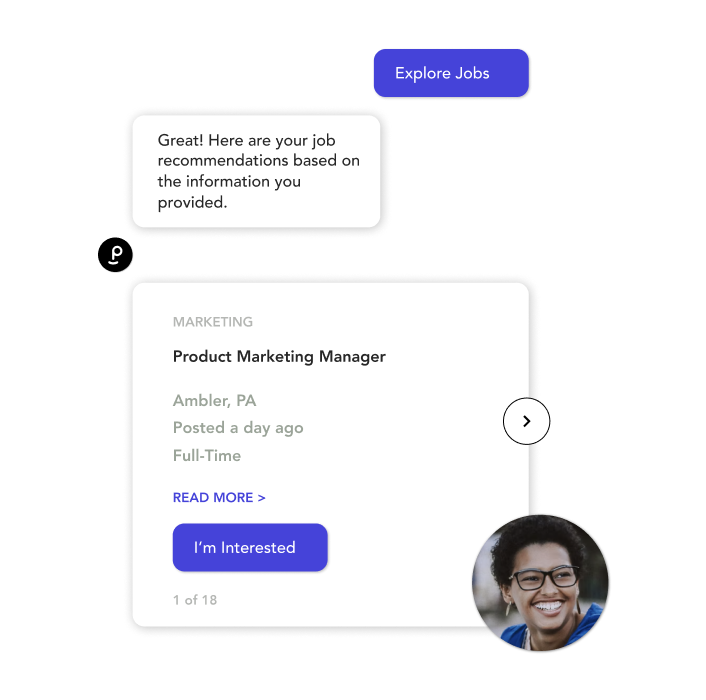 Explore Jobs
Great! Here are your job
recommendations based on
the information you
provided.
MARKETING
Product Marketing Manager
Ambler, PA
Posted a day ago
Full-Time
READ MORE >
I’m Interested
1 of 18